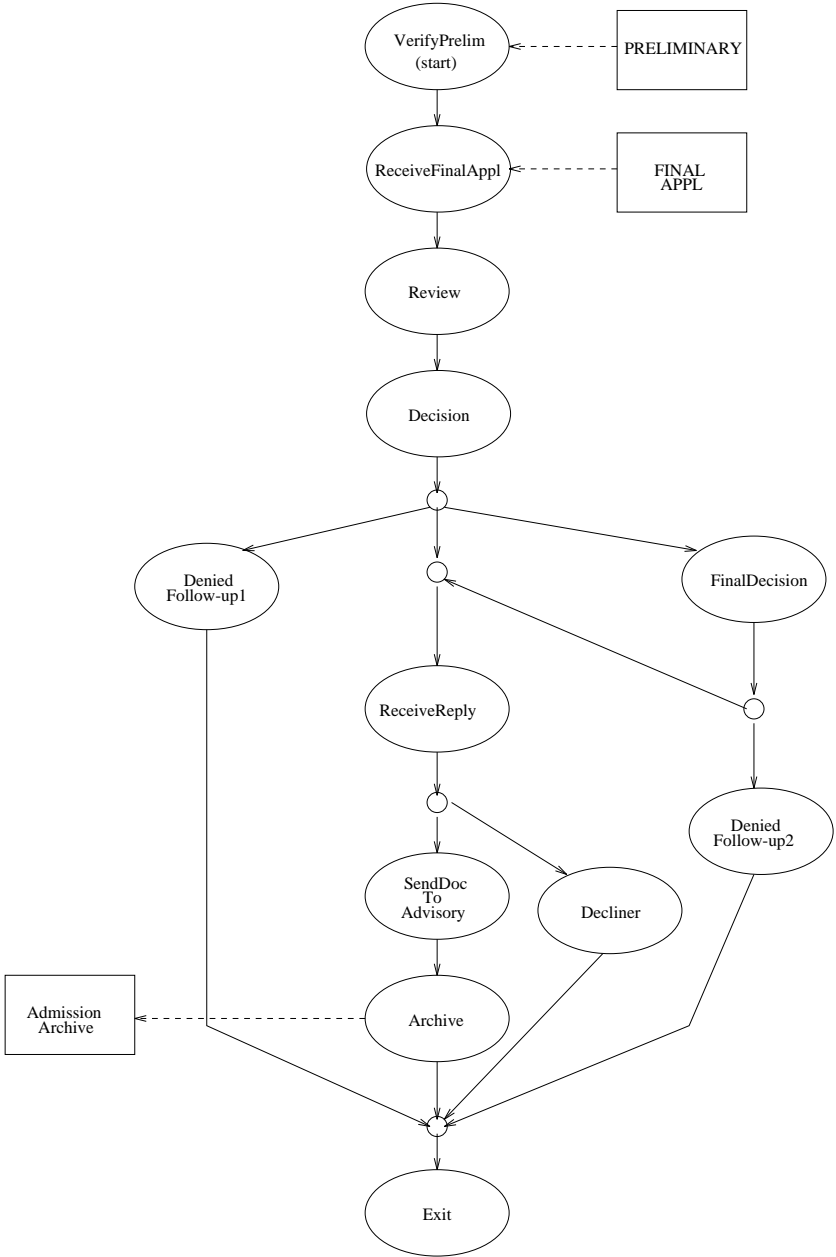 VerifyPrelim
(start)
PRELIMINARY
ReceiveFinalAppl
FINAL
APPL
Review
Decision
Denied
Follow-up1
FinalDecision
ReceiveReply
Denied
Follow-up2
SendDoc
To
Advisory
Decliner
Admission
Archive
Archive
Exit